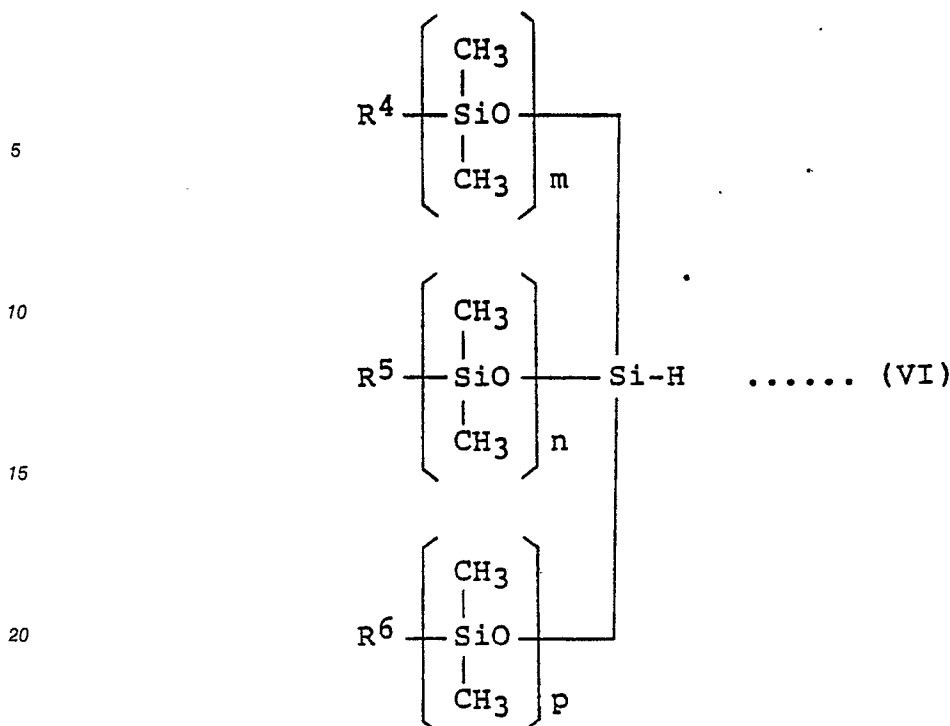 CH3
R4 SiO
5
CH3 m
10
CH3
R5 SiO Si-H ...... (VI)
CH3 n
15
CH3
20
R6 SiO
CH3 p